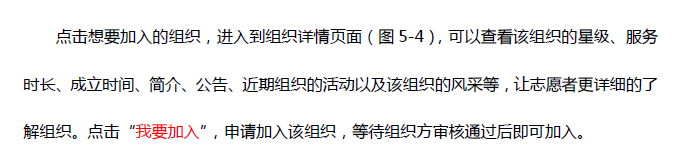 点击想要加入的组织，进入到组织详情页面（图 5-4），可以查看该组织的星级、服务
时长、成立时间、简介、公告、近期组织的活动以及该组织的风采等，让志愿者更详细的了
解组织。点击“我要加入”，申请加入该组织，等待组织方审核通过后即可加入。